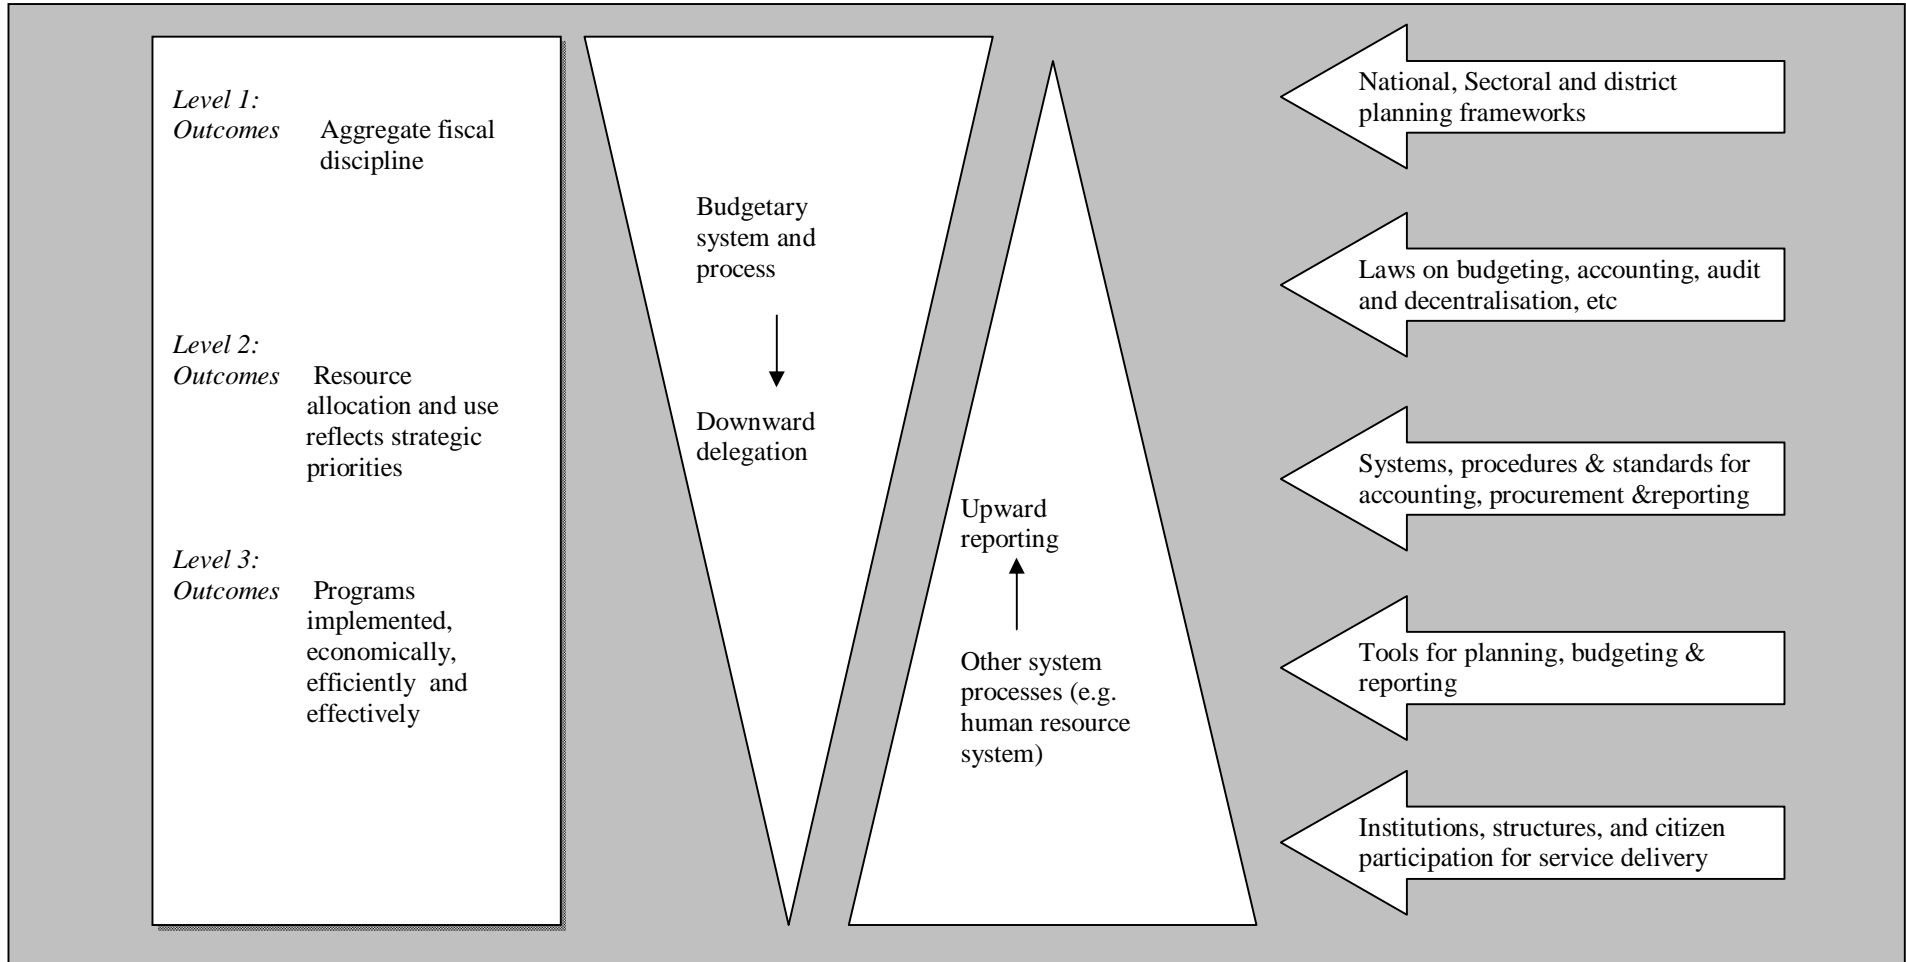 Level 1:
Outcomes Aggregate fiscal
discipline
Level 2:
Outcomes Resource
allocation and use
reflects strategic
priorities
Level 3:
Outcomes Programs
implemented,
economically,
efficiently and
effectively
Budgetary
system and
process
Downward
delegation
Upward
reporting
Other system
processes (e.g.
human resource
system)
National, Sectoral and district
planning frameworks
Laws on budgeting, accounting, audit
and decentralisation, etc
Systems, procedures & standards for
accounting, procurement &reporting
Tools for planning, budgeting &
reporting
Institutions, structures, and citizen
participation for service delivery